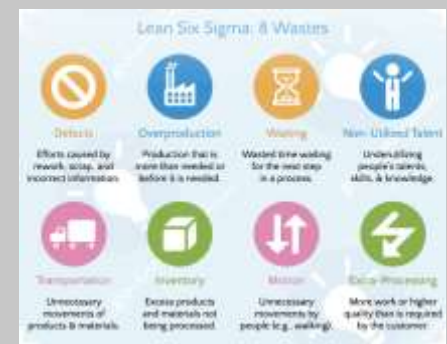 Lean Six Sigma: 8 Wastes
Defects
Efforts caused by
rework, scrap, and
incorrect information.
Overproduction
Production that is
more than needed or
before it is needed.
Waiting
Wasted time waiting
for the next step
in a process.
Non-Utilized Talent
Underutilizing
people's talents,
skills, & knowledge.
Transportation
Unnecessary
movements of
products & materials.
Inventory
Excess products
and materials not
being processed.
Motion
Unnecessary
movements by
people (e.g., walking).
Extra-Processing
More work or higher
quality than is required
by the customer.